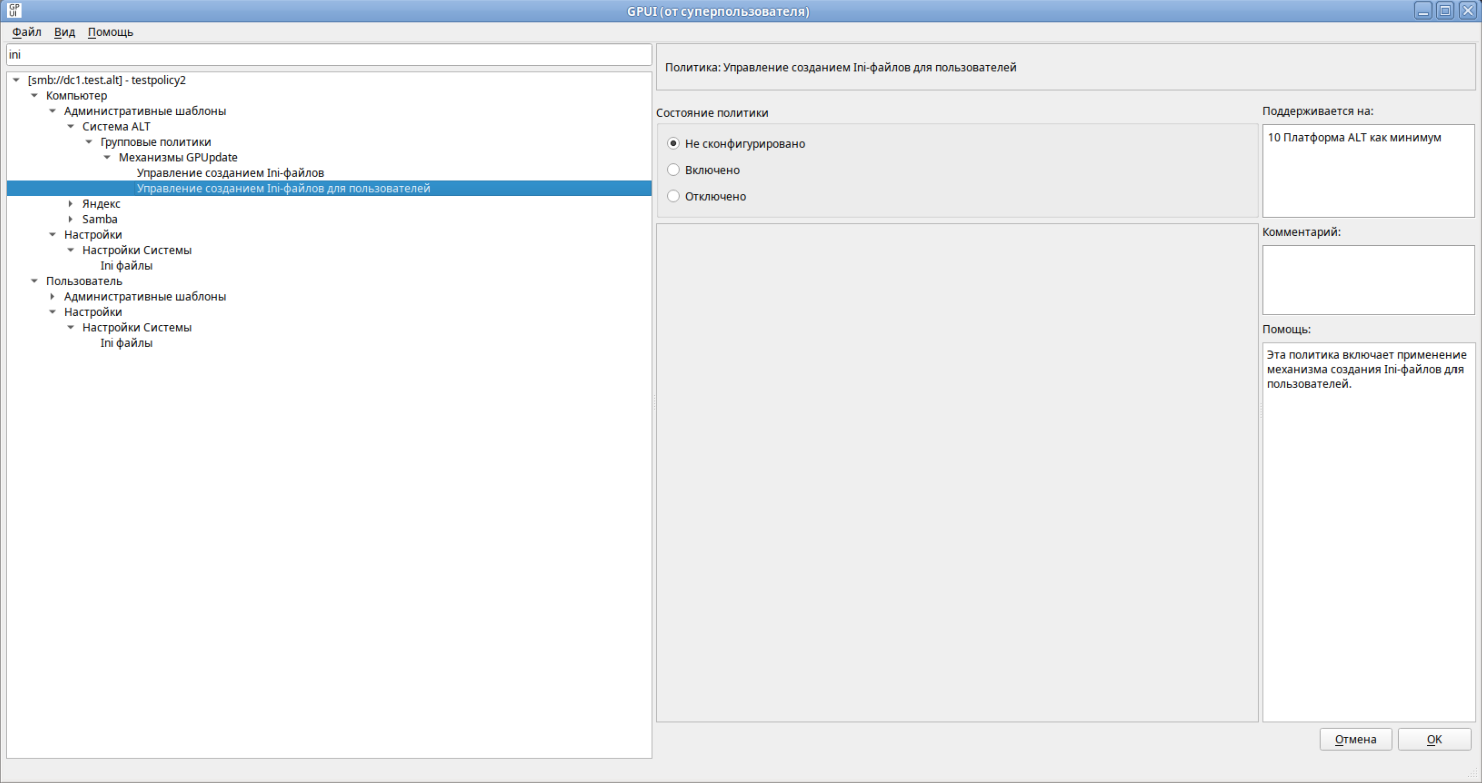 GPUI
GPUI (от суперпользователя)
Файл Вид Помощь
ini
[smb://dc1.test.alt] - testpolicy2
Компьютер
Административные шаблоны
Система ALT
Групповые политики
Механизмы GPUpdate
Управление созданием Ini-файлов
Управление созданием Ini-файлов для пользователей
Яндекс
Samba
Настройки
Настройки Системы
Ini файлы
Пользователь
Административные шаблоны
Настройки
Настройки Системы
Ini файлы
Политика: Управление созданием Ini-файлов для пользователей
Состояние политики
Не сконфигурировано
Включено
Отключено
Поддерживается на:
10 Платформа ALT как минимум
Комментарий:
Помощь:
Эта политика включает применение
механизма создания Ini-файлов для
пользователей.
Отмена OK